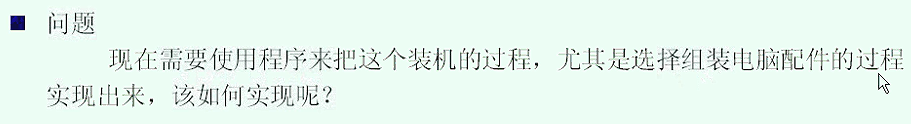 问题
现在需要使用程序来把这个装机的过程，尤其是选择组装电脑配件的过程
实现出来，该如何实现呢？